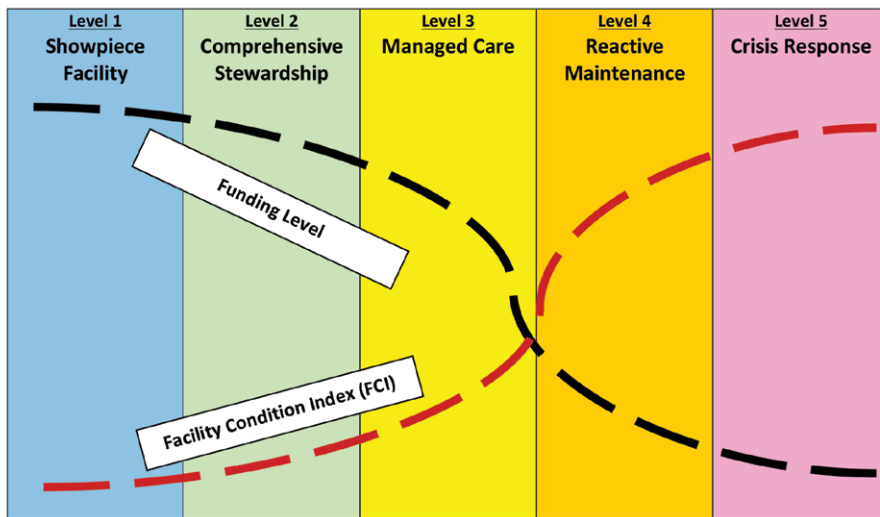 Level 1
Showpiece
Facility
Level 2
Comprehensive
Stewardship
Level 3
Managed Care
Level 4
Reactive
Maintenance
Level 5
Crisis Response
Funding Level
Facility Condition Index (FCI)